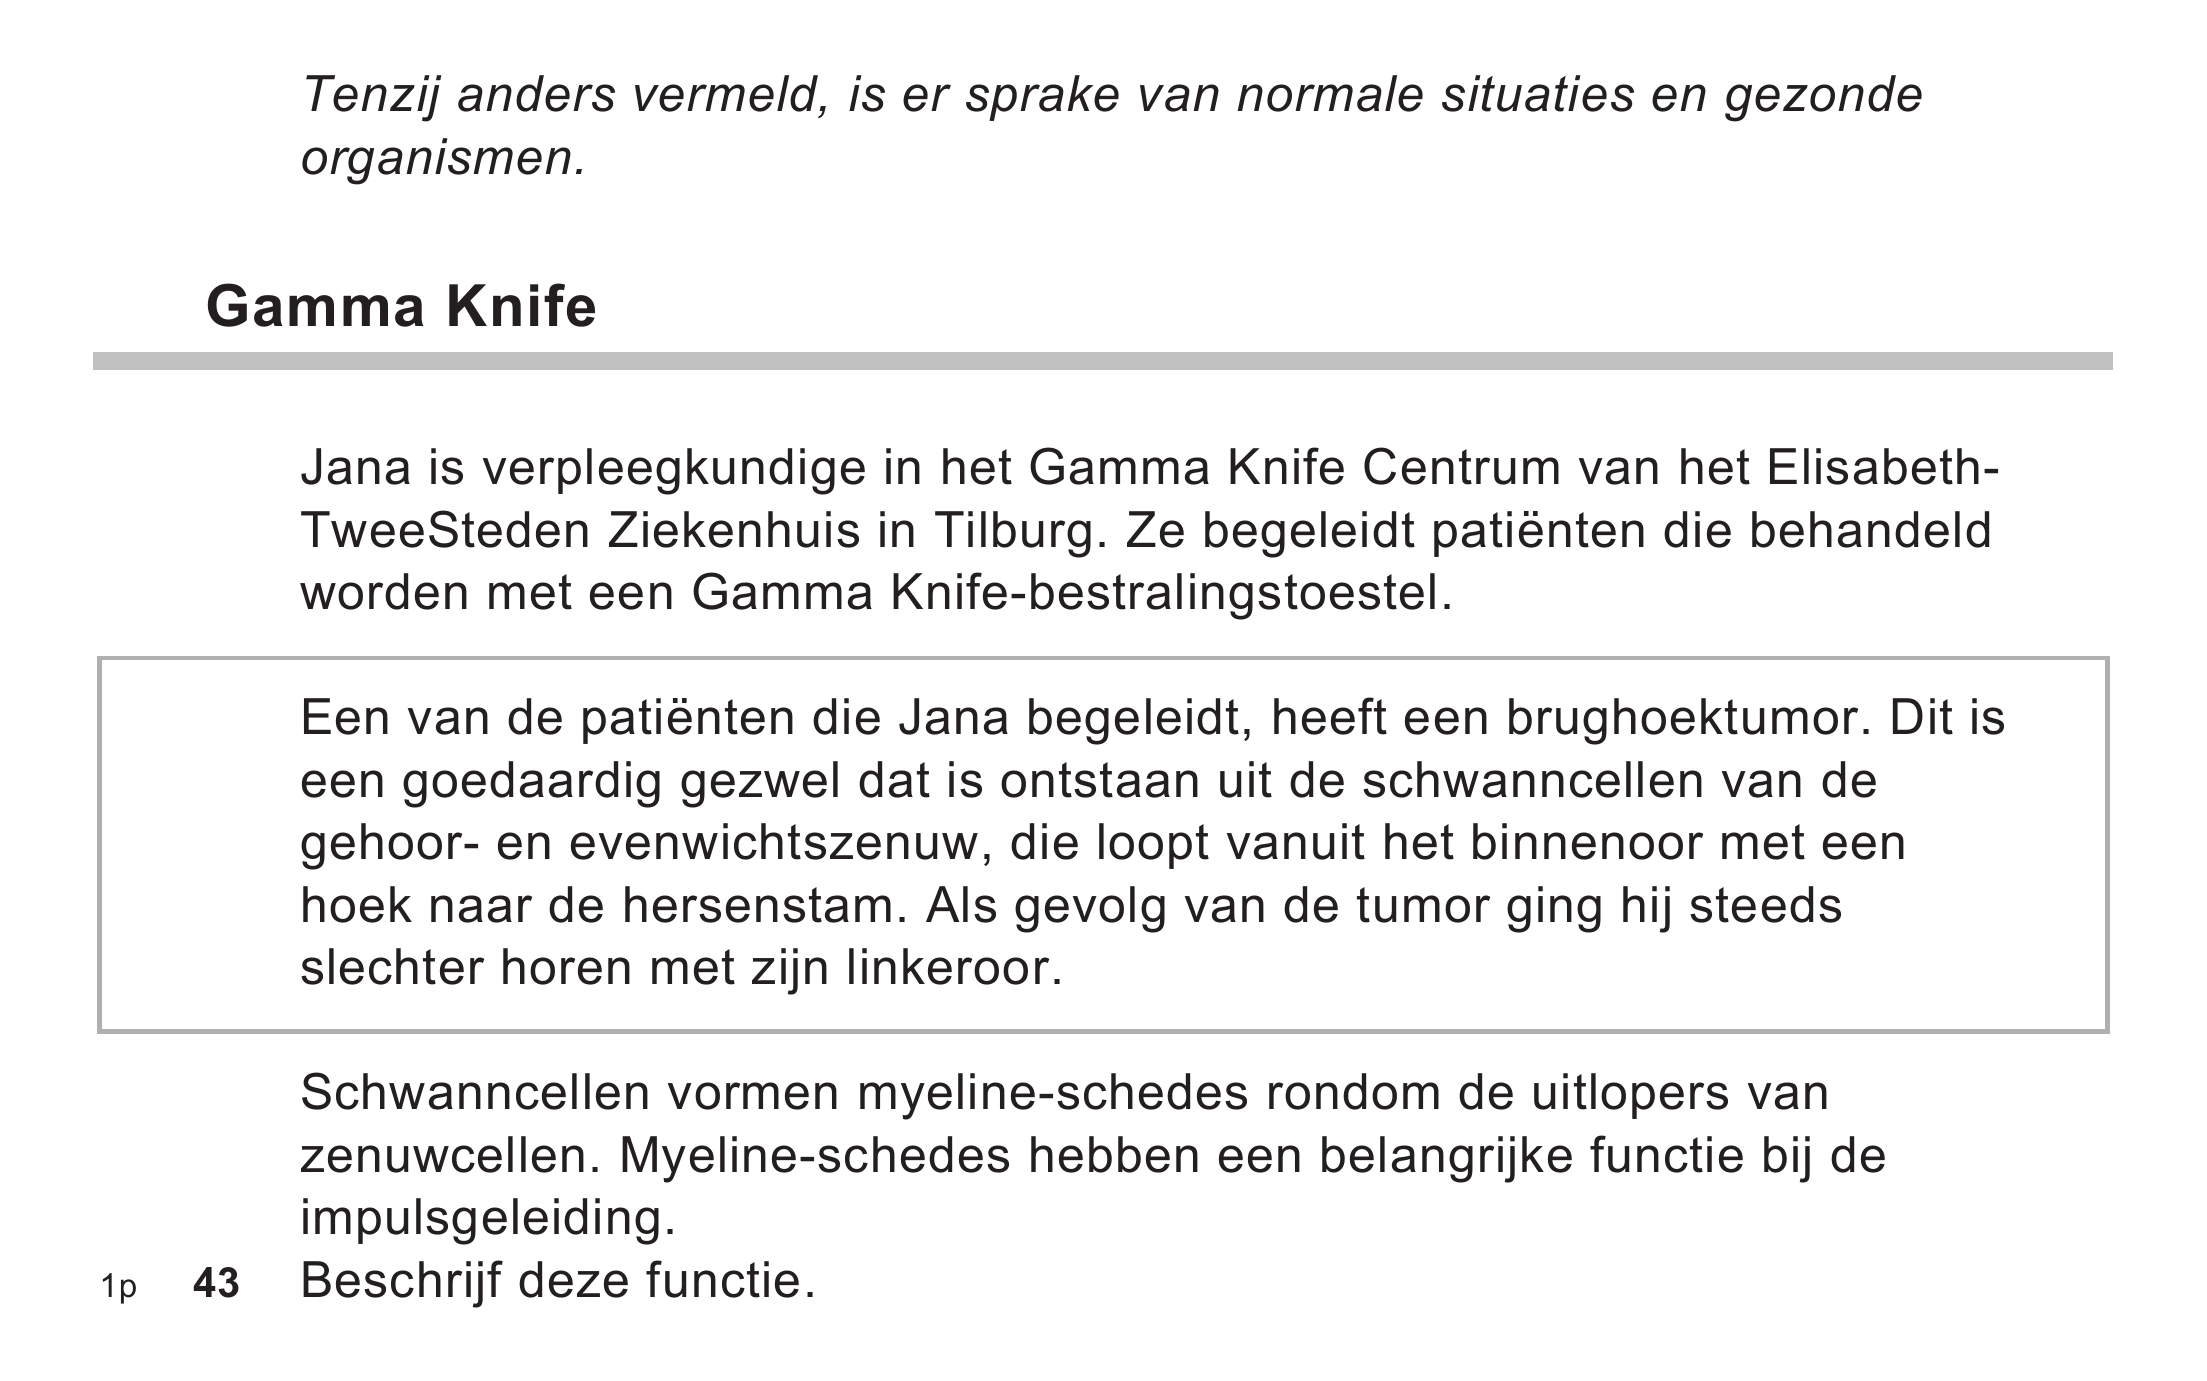 Tenzij anders vermeld, is er sprake van normale situaties en gezonde
organismen.
Gamma Knife
Jana is verpleegkundige in het Gamma Knife Centrum van het Elisabeth-
TweeSteden Ziekenhuis in Tilburg. Ze begeleidt patiënten die behandeld
worden met een Gamma Knife-bestralingstoestel.
Een van de patiënten die Jana begeleidt, heeft een brughoektumor. Dit is
een goedaardig gezwel dat is ontstaan uit de schwanncellen van de
gehoor- en evenwichtszenuw, die loopt vanuit het binnenoor met een
hoek naar de hersenstam. Als gevolg van de tumor ging hij steeds
slechter horen met zijn linkeroor.
Schwanncellen vormen myeline-schedes rondom de uitlopers van
zenuwcellen. Myeline-schedes hebben een belangrijke functie bij de
impulsgeleiding.
1p 43 Beschrijf deze functie.